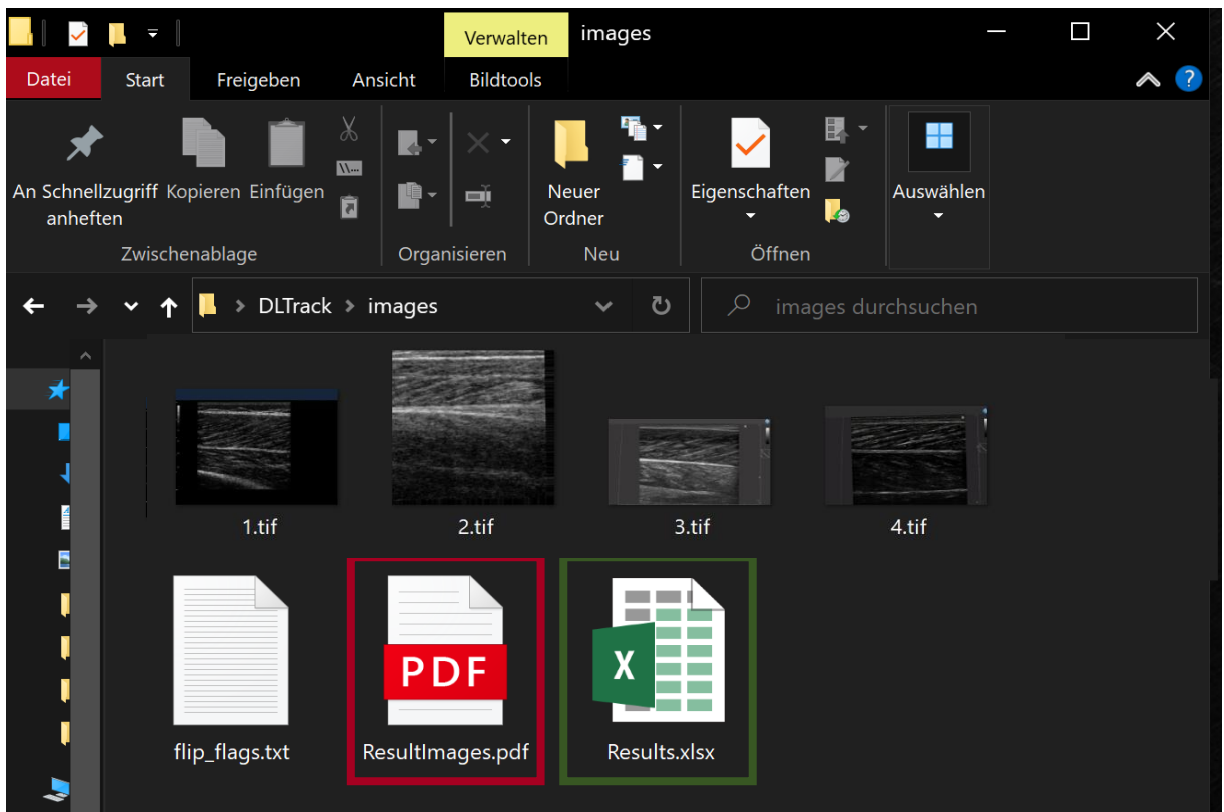 Verwalten images
Datei Start Freigeben Ansicht Bildtools ?
An Schnellzugriff Kopieren Einfügen Neuer Eigenschaften Auswählen
anheften Ordner
Zwischenablage Organisieren Neu Öffnen
DLTrack images images durchsuchen
1.tif 2.tif 3.tif 4.tif
PDF X
flip_flags.txt ResultImages.pdf Results.xlsx